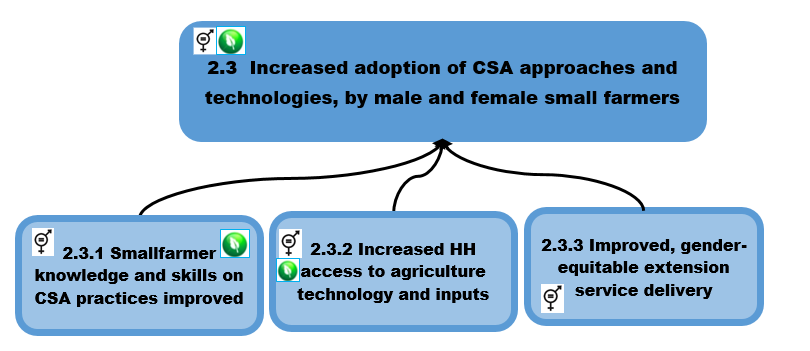 2.3  Increased adoption of CSA approaches and
technologies, by male and female small farmers
2.3.1 Smallfarmer
knowledge and skills on
CSA practices improved
2.3.2 Increased HH
access to agriculture
technology and inputs
2.3.3 Improved, gender-
equitable extension
service delivery